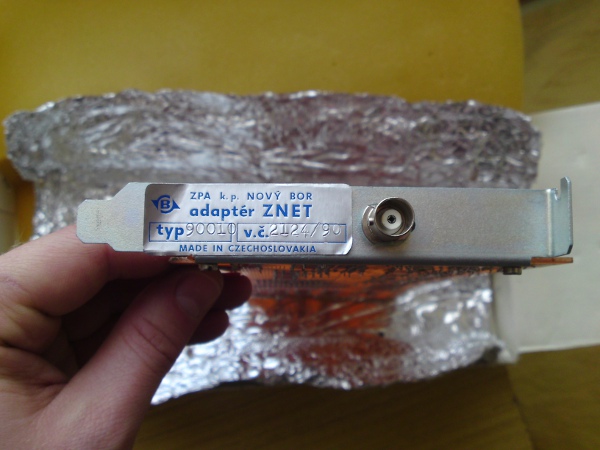 ZPA k.p. NOVÝ BOR
adaptér ZNET
typ 90010 v.č. 2124/90
MADE IN CZECHOSLOVAKIA